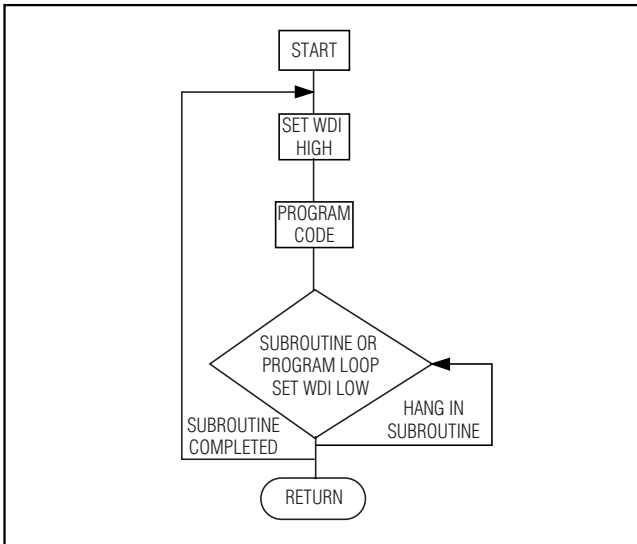 START
SET WDI
HIGH
PROGRAM
CODE
SUBROUTINE OR
PROGRAM LOOP
SET WDI LOW
SUBROUTINE
COMPLETED
HANG IN
SUBROUTINE
RETURN